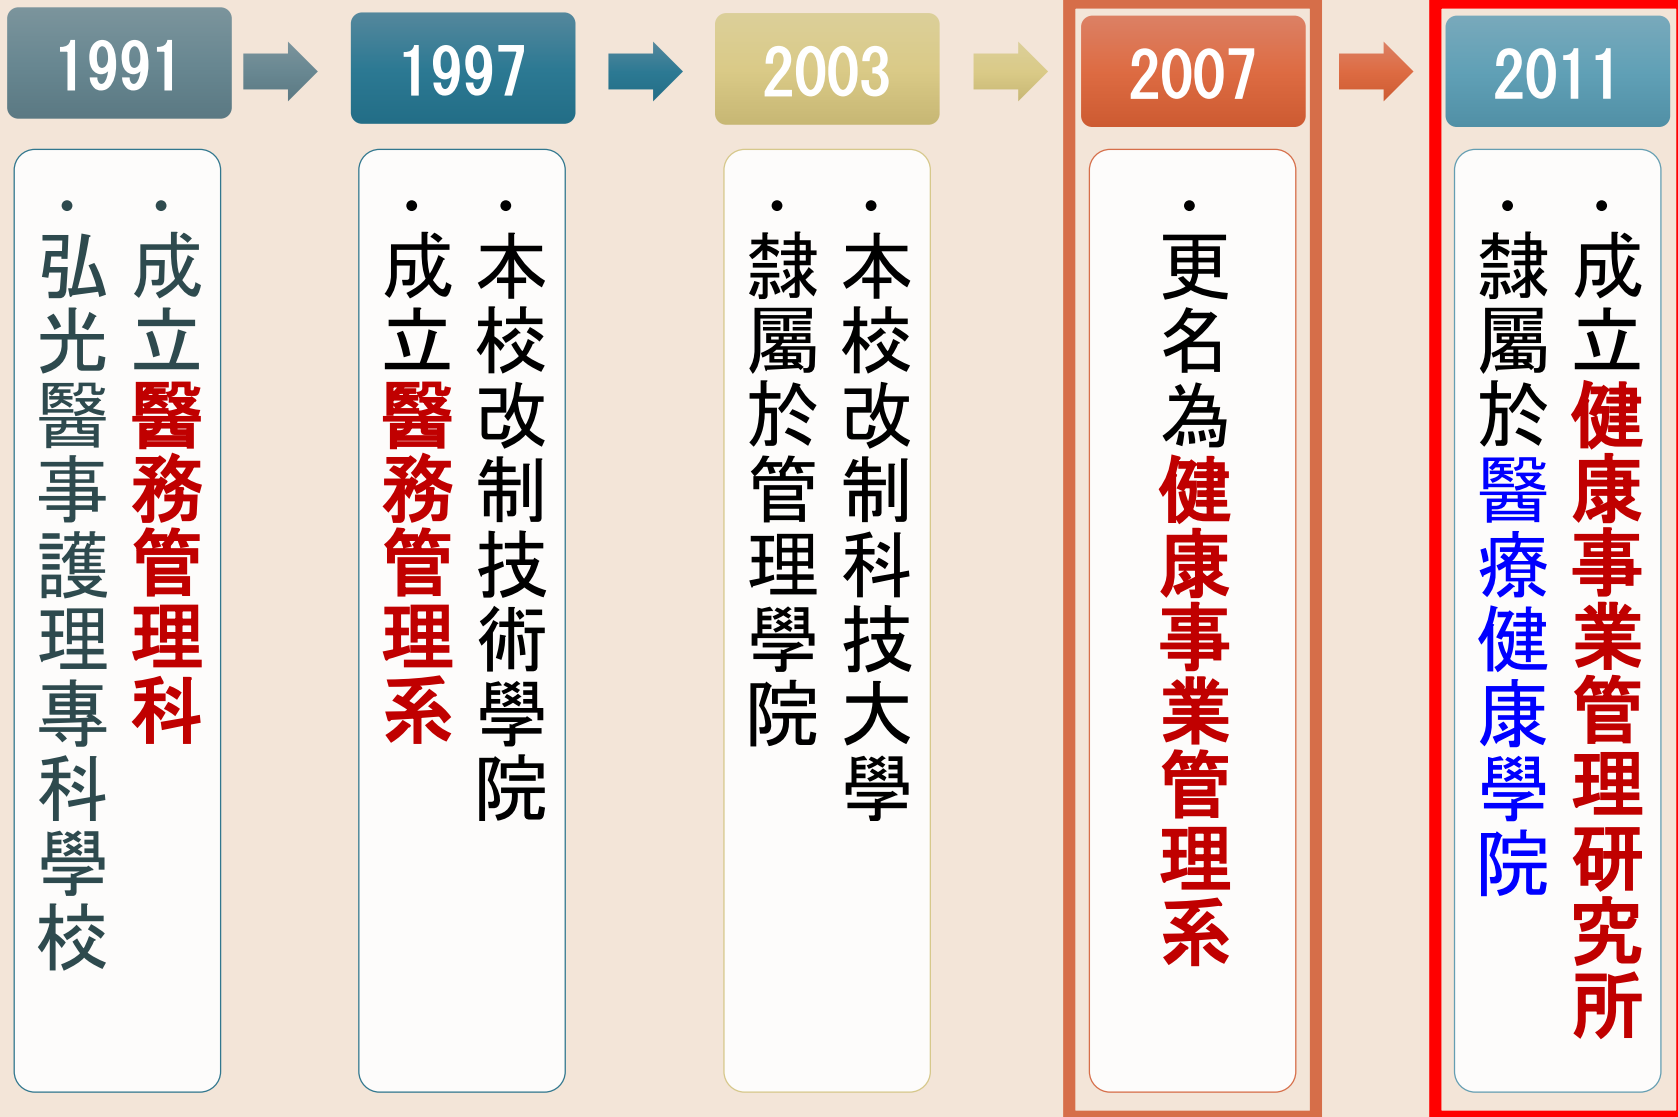 1991
・成立醫務管理科
・弘光醫事護理專科學校
1997
・本校改制技術學院
・成立醫務管理系
2003
・本校改制科技大學
・隸屬於管理學院
2007
・更名為健康事業管理系
2011
・成立健康事業管理研究所
・隸屬於醫療健康學院